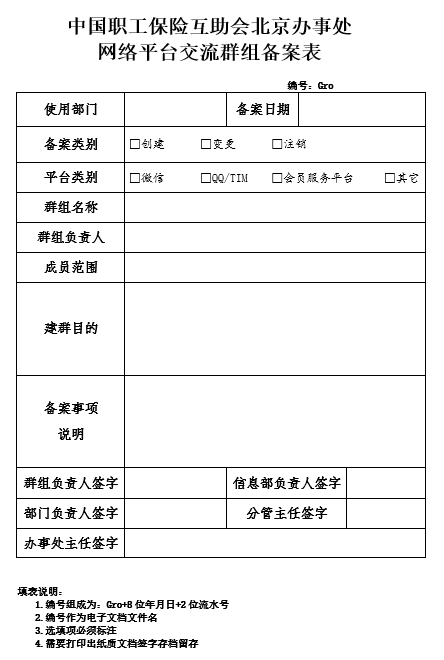 中国职工保险互助会北京办事处
网络平台交流群组备案表
编号：Gro
使用部门 备案日期
备案类别 □创建 □变更 □注销
平台类别 □微信 □QQ/TIM □会员服务平台 □其它
群组名称
群组负责人
成员范围
建群目的
备案事项
说明
群组负责人签字 信息部负责人签字
部门负责人签字 分管主任签字
办事处主任签字
填表说明：
1.编号组成为：Gro+8位年月日+2位流水号
2.编号作为电子文档文件名
3.选填项必须标注
4.需要打印出纸质文档签字存档留存